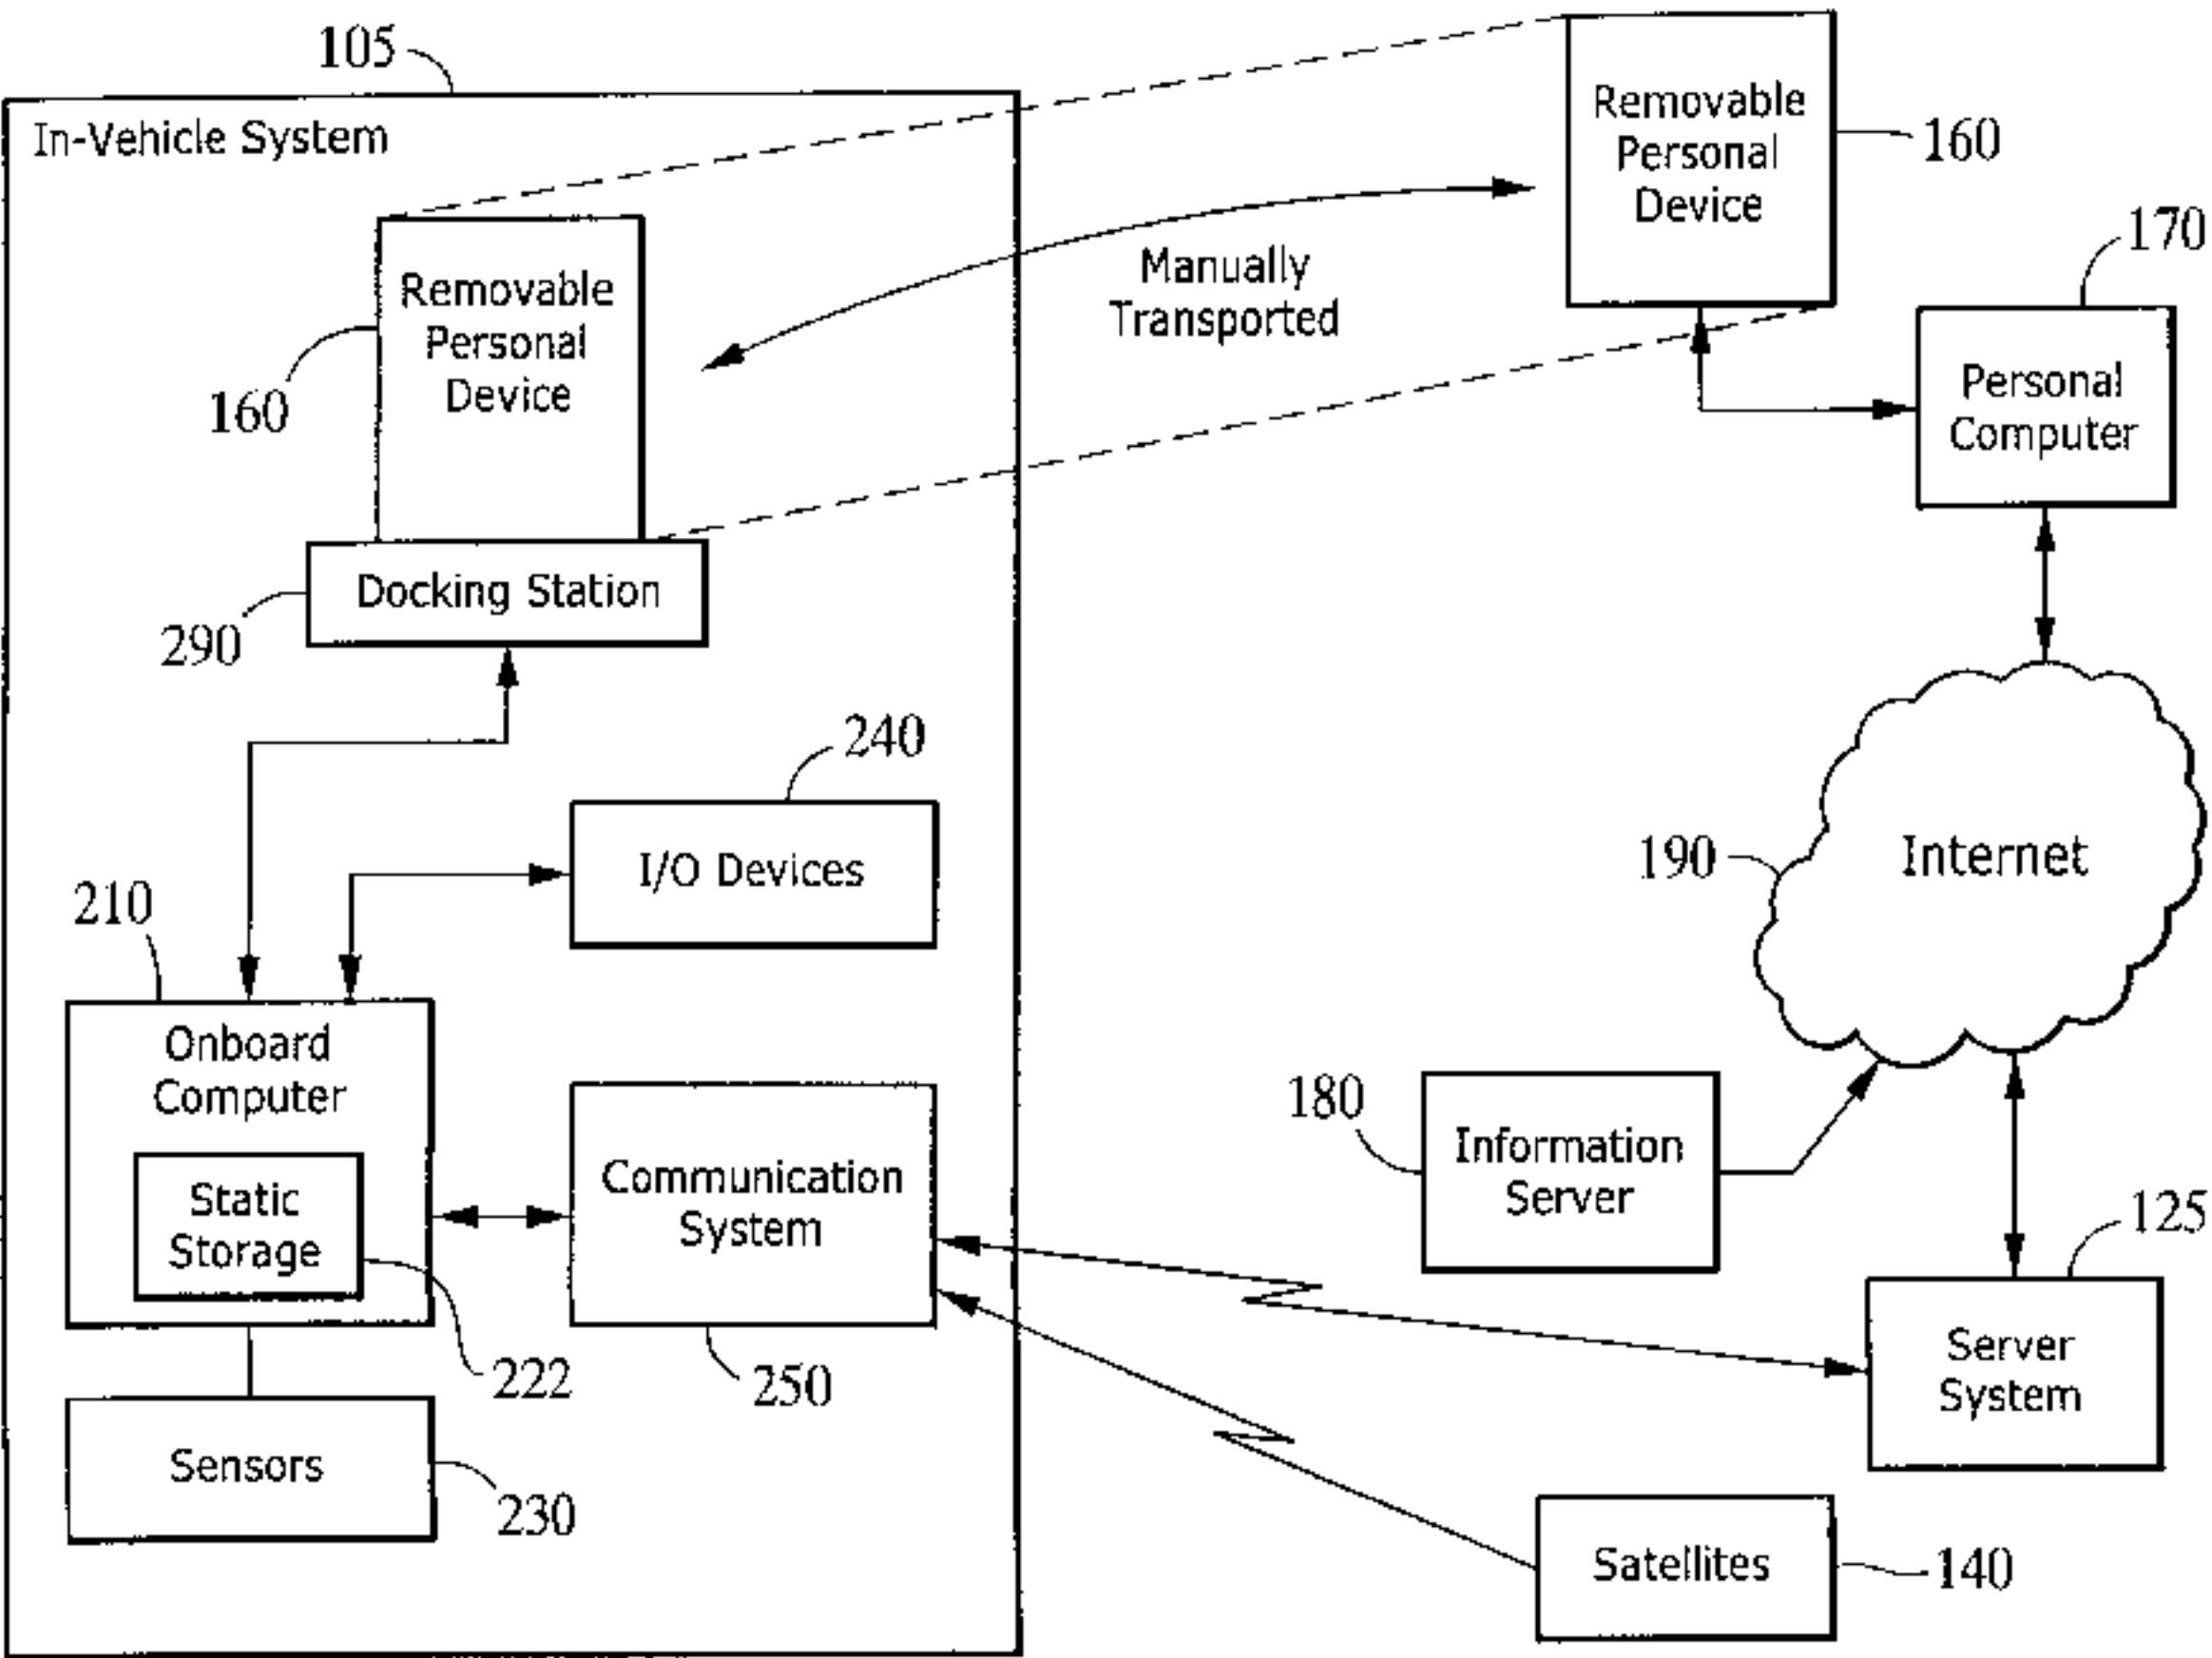 105
In-Vehicle System
Removable
Personal
Device
160
Manually
Transported
Removable
Personal
Device
160
170
Personal
Computer
Docking Station
290
240
I/O Devices
190
Internet
210
Onboard
Computer
Static
Storage
222
Communication
System
250
180
Information
Server
125
Server
System
Sensors
230
Satellites
140